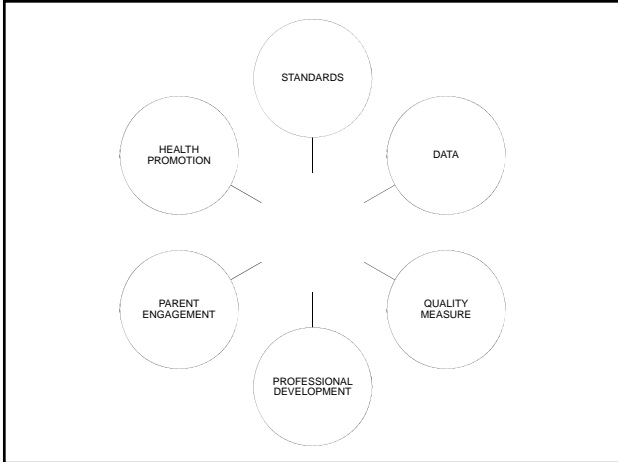 STANDARDS
DATA
QUALITY
MEASURE
PROFESSIONAL
DEVELOPMENT
PARENT
ENGAGEMENT
HEALTH
PROMOTION